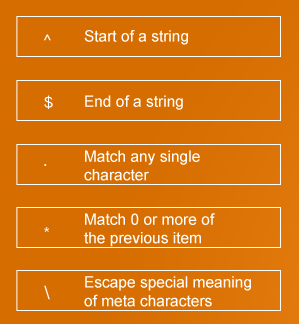 ^ Start of a string
$ End of a string
. Match any single
character
* Match 0 or more of
the previous item
\ Escape special meaning
of meta characters